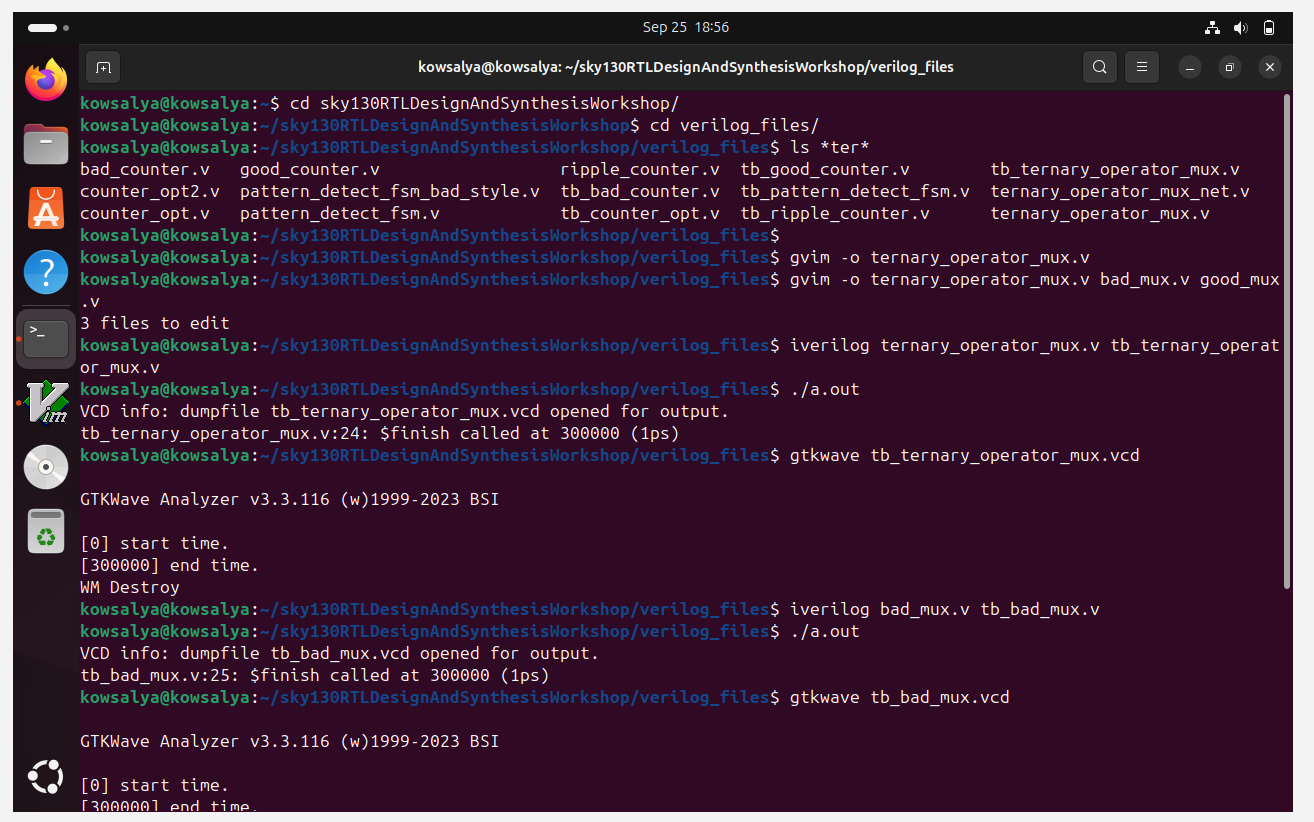 Sep 25 18:56
kowsalya@kowsalya: ~/sky130RTLDesignAndSynthesisWorkshop/verilog_files
kowsalya@kowsalya:~$ cd sky130RTLDesignAndSynthesisWorkshop/
kowsalya@kowsalya:~/sky130RTLDesignAndSynthesisWorkshop$ cd verilog_files/
kowsalya@kowsalya:~/sky130RTLDesignAndSynthesisWorkshop/verilog_files$ ls *ter*
bad_counter.v   good_counter.v                 ripple_counter.v  tb_good_counter.v        tb_ternary_operator_mux.v
counter_opt2.v  pattern_detect_fsm_bad_style.v  tb_bad_counter.v  tb_pattern_detect_fsm.v  ternary_operator_mux_net.v
counter_opt.v   pattern_detect_fsm.v           tb_counter_opt.v  tb_ripple_counter.v      ternary_operator_mux.v
kowsalya@kowsalya:~/sky130RTLDesignAndSynthesisWorkshop/verilog_files$
kowsalya@kowsalya:~/sky130RTLDesignAndSynthesisWorkshop/verilog_files$ gvim -o ternary_operator_mux.v
kowsalya@kowsalya:~/sky130RTLDesignAndSynthesisWorkshop/verilog_files$ gvim -o ternary_operator_mux.v bad_mux.v good_mux
.v
3 files to edit
kowsalya@kowsalya:~/sky130RTLDesignAndSynthesisWorkshop/verilog_files$ iverilog ternary_operator_mux.v tb_ternary_operat
or_mux.v
kowsalya@kowsalya:~/sky130RTLDesignAndSynthesisWorkshop/verilog_files$ ./a.out
VCD info: dumpfile tb_ternary_operator_mux.vcd opened for output.
tb_ternary_operator_mux.v:24: $finish called at 300000 (1ps)
kowsalya@kowsalya:~/sky130RTLDesignAndSynthesisWorkshop/verilog_files$ gtkwave tb_ternary_operator_mux.vcd
GTKWave Analyzer v3.3.116 (w)1999-2023 BSI
[0] start time.
[300000] end time.
WM Destroy
kowsalya@kowsalya:~/sky130RTLDesignAndSynthesisWorkshop/verilog_files$ iverilog bad_mux.v tb_bad_mux.v
kowsalya@kowsalya:~/sky130RTLDesignAndSynthesisWorkshop/verilog_files$ ./a.out
VCD info: dumpfile tb_bad_mux.vcd opened for output.
tb_bad_mux.v:25: $finish called at 300000 (1ps)
kowsalya@kowsalya:~/sky130RTLDesignAndSynthesisWorkshop/verilog_files$ gtkwave tb_bad_mux.vcd
GTKWave Analyzer v3.3.116 (w)1999-2023 BSI
[0] start time.
[300000] end time.
A
?
>_
Vim